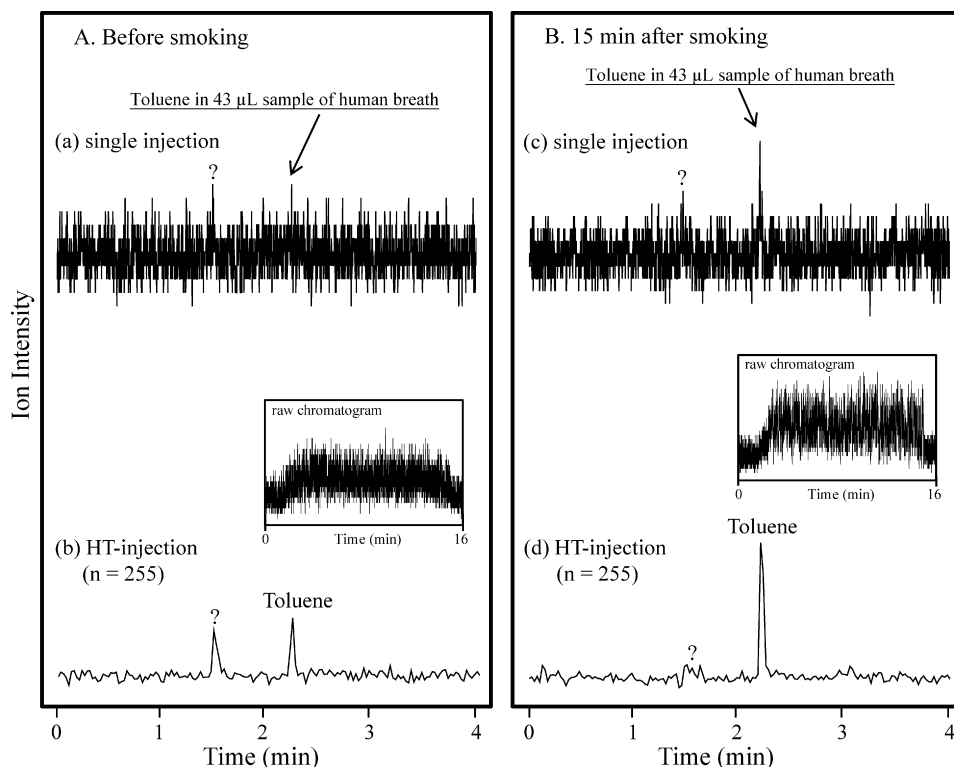 A. Before smoking
Toluene in 43 µL sample of human breath
(a) single injection
?
raw chromatogram
0
16
Time (min)
(b) HT-injection
(n = 255)
?
Toluene
0
1
2
3
4
Time (min)
Ion Intensity
B. 15 min after smoking
Toluene in 43 µL sample of human breath
(c) single injection
?
raw chromatogram
0
16
Time (min)
(d) HT-injection
(n = 255)
Toluene
?
0
1
2
3
4
Time (min)